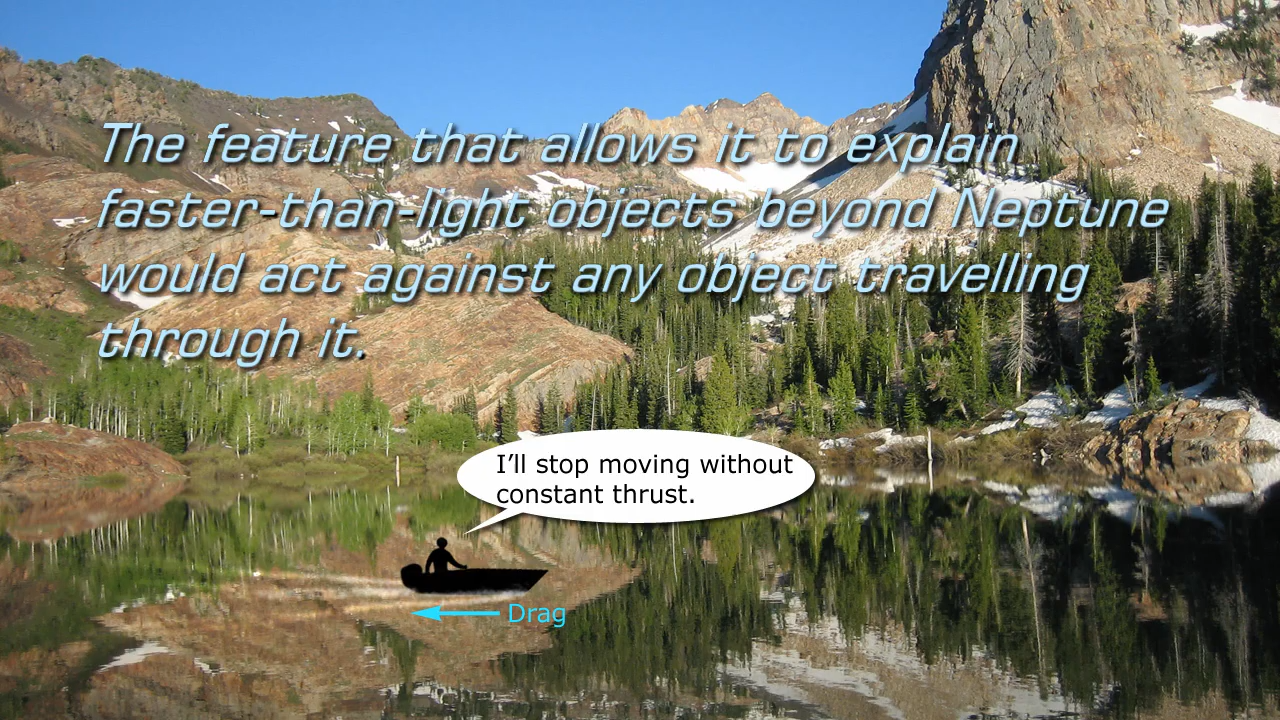 The feature that allows it to explain
faster-than-light objects beyond Neptune
would act against any object travelling
through it.
I'll stop moving without
constant thrust.
Drag